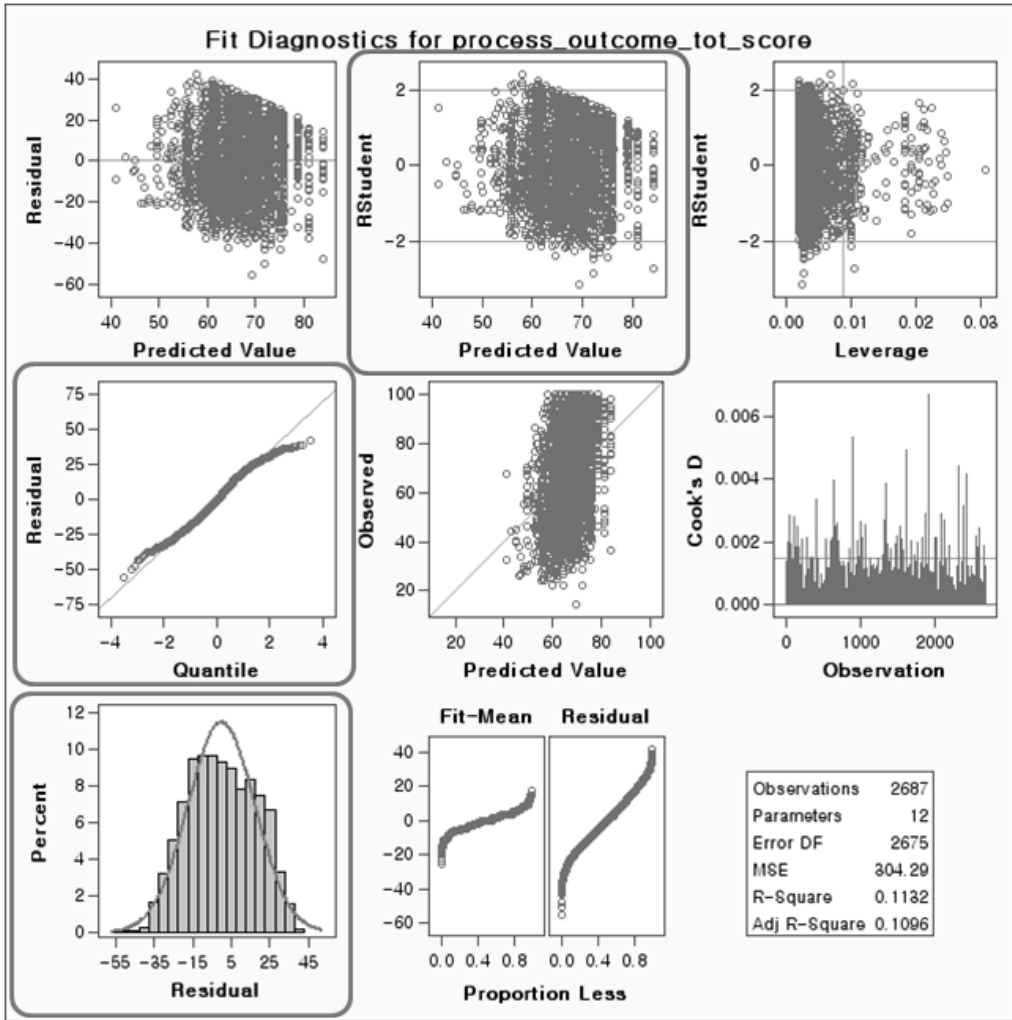 Fit Diagnostics for process_outcome_tot_score
Residual
40
20
0
-20
-40
-60
40 50 60 70 80
Predicted Value
RStudent
2
0
-2
40 50 60 70 80
Predicted Value
RStudent
2
0
-2
0.00 0.01 0.02 0.03
Leverage
Residual
75
50
25
0
-25
-50
-75
-4 -2 0 2 4
Quantile
Observed
100
80
60
40
20
20 40 60 80 100
Predicted Value
Cook's D
0.006
0.004
0.002
0.000
0 1000 2000
Observation
Percent
12
10
8
6
4
2
0
-55 -35 -15 5 25 45
Residual
Fit-Mean Residual
40
20
0
-20
-40
-60
0.0 0.4 0.8 0.0 0.4 0.8
Proportion Less
Observations 2687
Parameters 12
Error DF 2675
MSE 304.29
R-Square 0.1132
Adj R-Square 0.1096